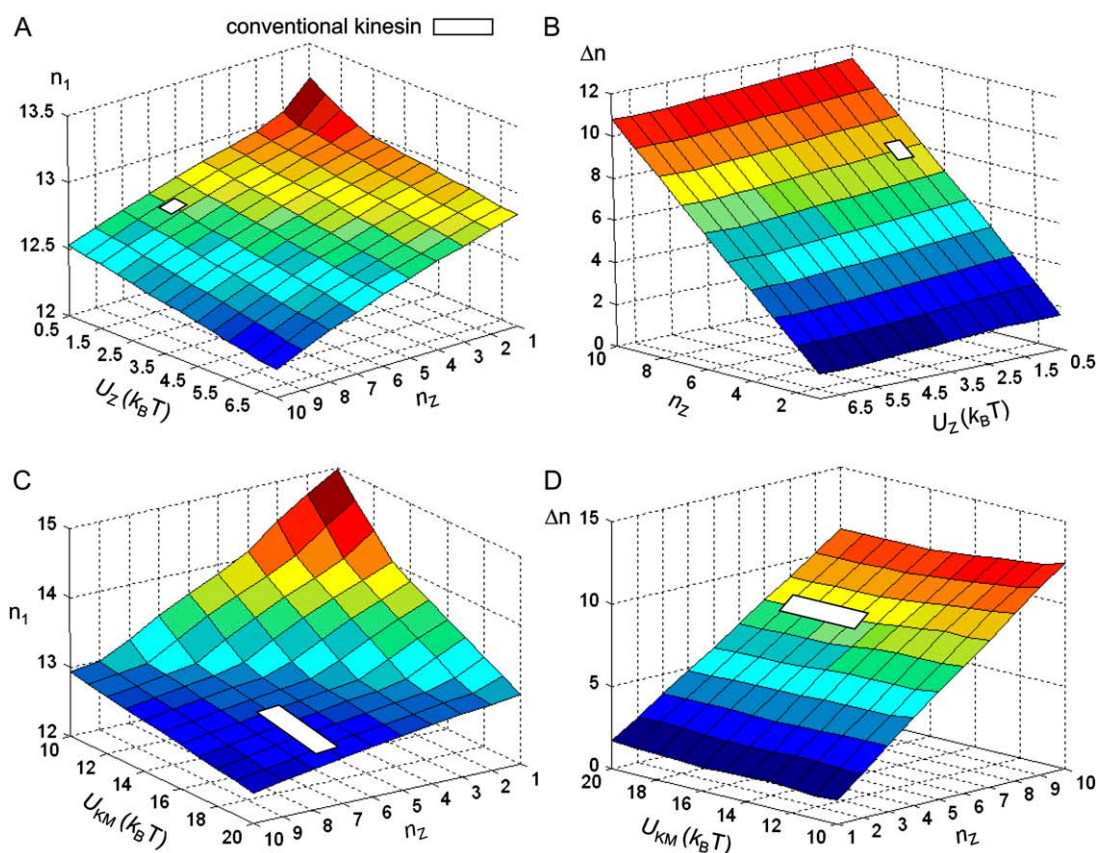 A
conventional kinesin
B
n1
13.5
13
12.5
12
0.5
1.5
2.5
3.5
4.5
5.5
6.5
UZ (kBT)
10 9 8 7 6 5 4 3 2 1
nZ
Δn
12
10
8
6
4
2
0
10
8
6
4
2
nZ
6.5 5.5 4.5 3.5 2.5 1.5 0.5
UZ (kBT)
C
n1
15
14
13
12
10
12
14
16
18
20
UKM (kBT)
10 9 8 7 6 5 4 3 2 1
nZ
D
Δn
15
10
5
0
20
18
16
14
12
10
UKM (kBT)
1 2 3 4 5 6 7 8 9 10
nZ